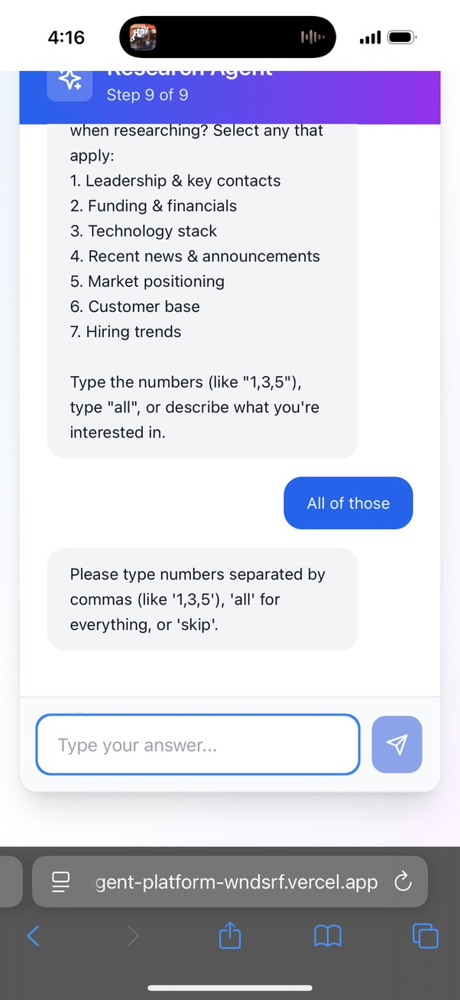 4:16
Research Agent
Step 9 of 9
when researching? Select any that
apply:
1. Leadership & key contacts
2. Funding & financials
3. Technology stack
4. Recent news & announcements
5. Market positioning
6. Customer base
7. Hiring trends
Type the numbers (like "1,3,5"),
type "all", or describe what you're
interested in.
All of those
Please type numbers separated by
commas (like '1,3,5'), 'all' for
everything, or 'skip'.
Type your answer...
gent-platform-wndsrf.vercel.app